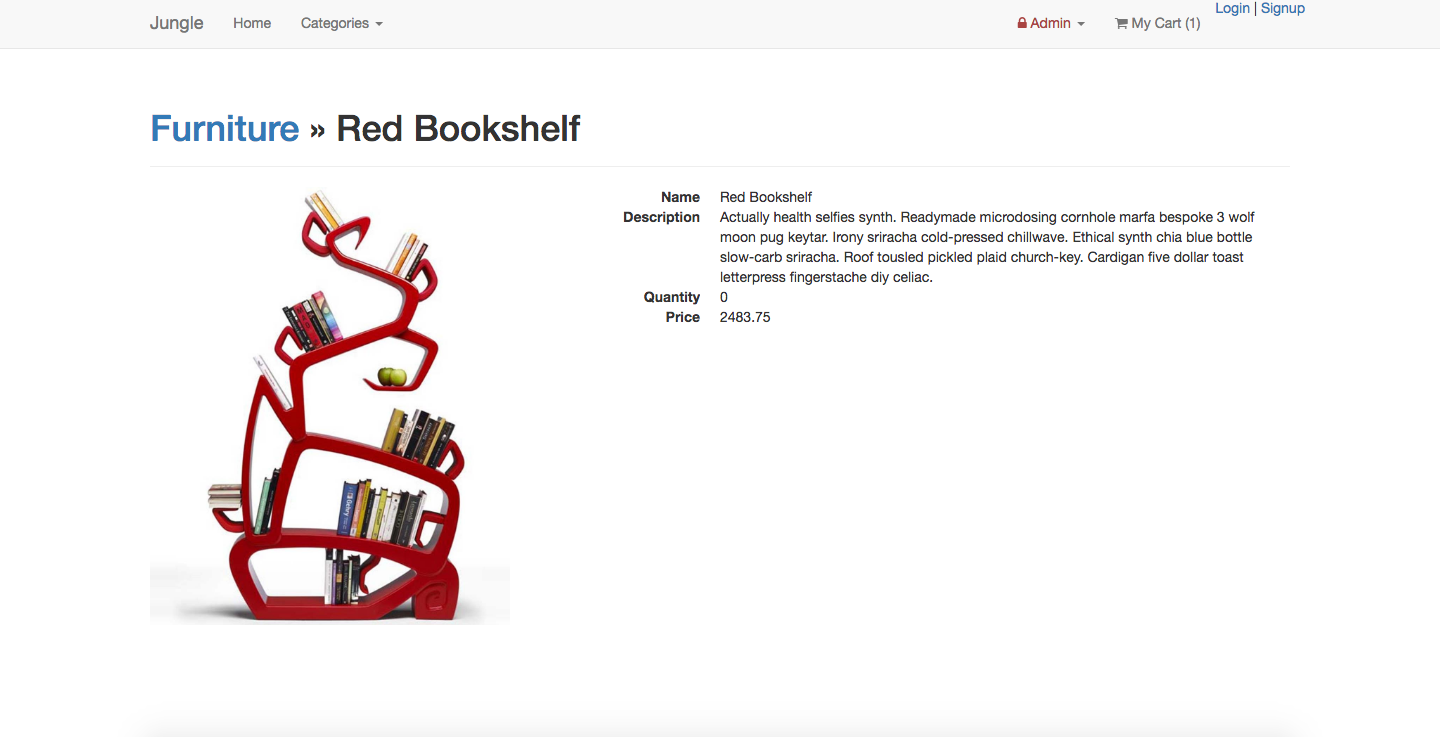 Jungle Home Categories Admin My Cart (1) Login | Signup
Furniture » Red Bookshelf
Name Red Bookshelf
Description Actually health selfies synth. Readymade microdosing cornhole marfa bespoke 3 wolf
moon pug keytar. Irony sriracha cold-pressed chillwave. Ethical synth chia blue bottle
slow-carb sriracha. Roof tousled pickled plaid church-key. Cardigan five dollar toast
letterpress fingerstache diy celiac.
Quantity 0
Price 2483.75